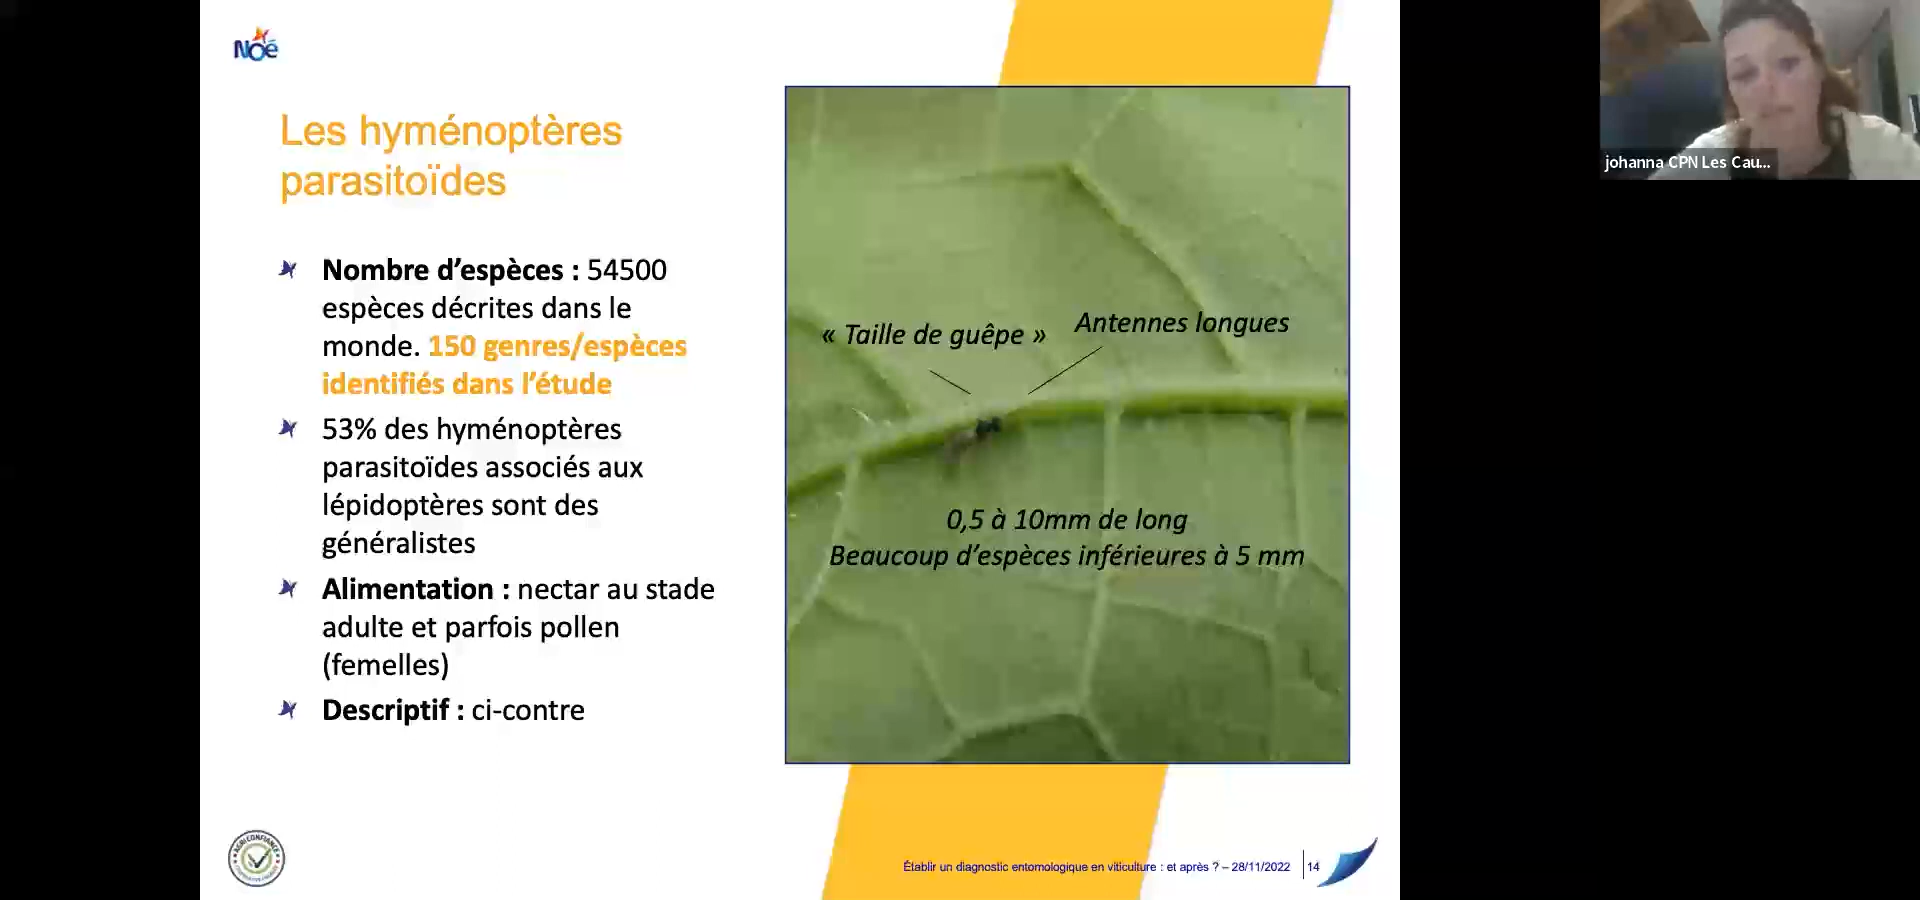 Noé
Les hyménoptères
parasitoïdes
Nombre d’espèces : 54500
espèces décrites dans le
monde. 150 genres/espèces
identifiés dans l’étude
53% des hyménoptères
parasitoïdes associés aux
lépidoptères sont des
généralistes
Alimentation : nectar au stade
adulte et parfois pollen
(femelles)
Descriptif : ci-contre
« Taille de guêpe »
Antennes longues
0,5 à 10mm de long
Beaucoup d’espèces inférieures à 5 mm
AGRI CONFIANCE
Établir un diagnostic entomologique en viticulture : et après ? – 28/11/2022
14
johanna CPN Les Cau...